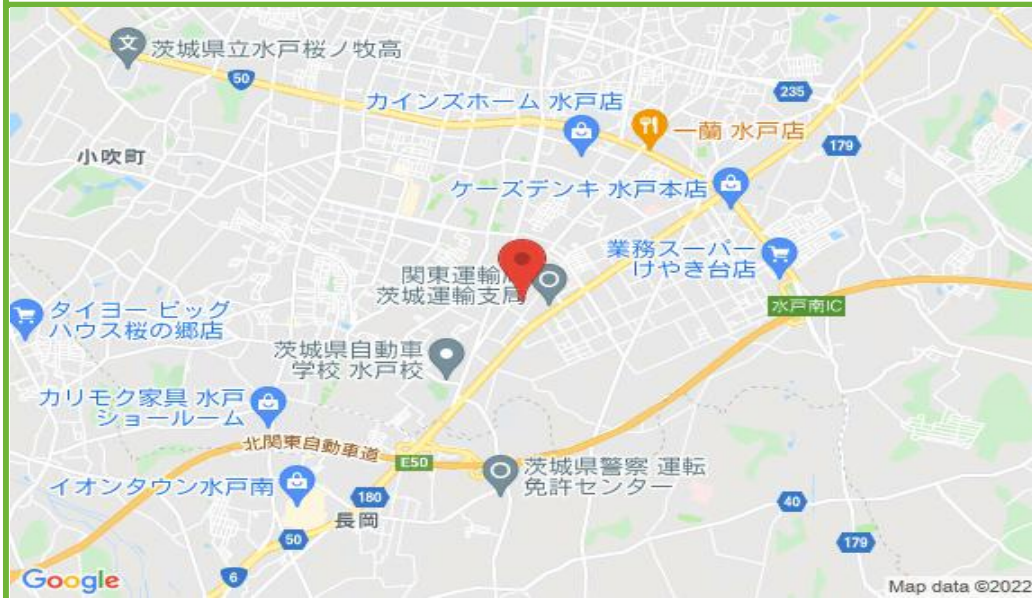 茨城県立水戸桜ノ牧高
50
235
カインズホーム 水戸店
一蘭 水戸店
179
小吹町
ケーズデンキ 水戸本店
業務スーパー
けやき台店
関東運輸
茨城運輸支局
水戸南IC
タイヨー ビッグ
ハウス桜の郷店
茨城県自動車
学校 水戸校
カリモク家具 水戸
ショールーム
北関東自動車道
E50
茨城県警察 運転
免許センター
イオンタウン水戸南
180
長岡
40
50
179
6
Google
Map data ©2022